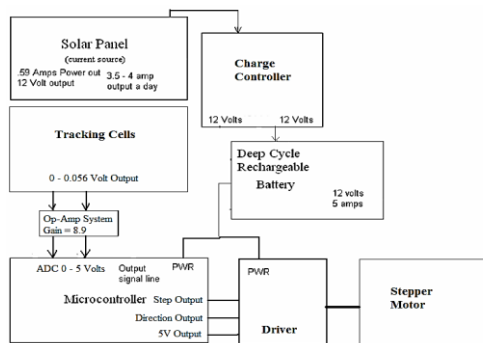 Solar Panel
(current source)
.59 Amps Power out
12 Volt output
3.5 - 4 amp
output a day
Charge
Controller
12 Volts
12 Volts
Tracking Cells
0 - 0.056 Volt Output
Deep Cycle
Rechargeable
Battery
12 volts
5 amps
Op-Amp System
Gain = 8.9
ADC 0 - 5 Volts
Output
signal line
PWR
Microcontroller
Step Output
Direction Output
5V Output
PWR
Driver
Stepper
Motor